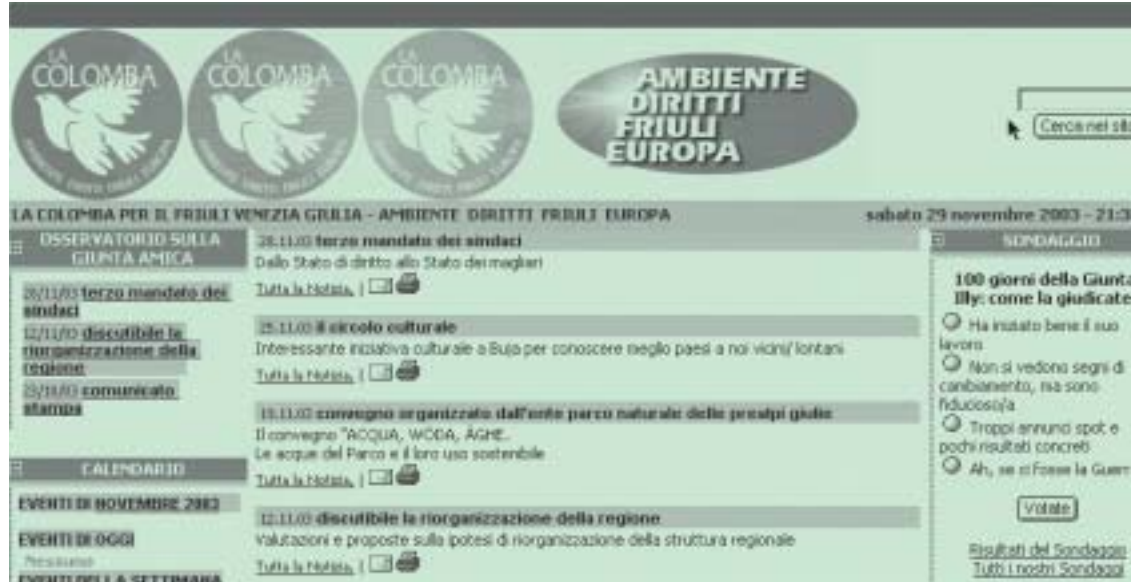 LA
COLOMBA
LA
COLOMBA
LA
COLOMBA
AMBIENTE
DIRITTI
FRIULI
EUROPA
Cerca nel sito
LA COLOMBA PER IL FRIULI VENEZIA GIULIA - AMBIENTE DIRITTI FRIULI EUROPA
sabato 29 novembre 2003 - 21:3
OSSERVATORIO SULLA
GIUNTA AMICA
28/11/03 terzo mandato dei
sindaci
12/11/03 discutibile la
riorganizzazione della
regione
comunicato
stampa
CALENDARIO
EVENTI DI NOVEMBRE 2003
EVENTI DI OGGI
Nessuno
EVENTI DELLA SETTIMANA
28.11.03 terzo mandato dei sindaci
Dallo Stato di diritto allo Stato dei magliari
Tutta la Notizia. |
25.11.03 il circolo culturale
Interessante iniziativa culturale a Buja per conoscere meglio paesi a noi vicini/ lontani
Tutta la Notizia. |
convegno organizzato dall'ente parco naturale delle prealpi giulie
Il convegno "ACQUA, WODA, ÂGHE.
Le acque del Parco e il loro uso sostenibile
Tutta la Notizia. |
12.11.03 discutibile la riorganizzazione della regione
Valutazioni e proposte sulla ipotesi di riorganizzazione della struttura regionale
Tutta la Notizia. |
SONDAGGIO
100 giorni della Giunta
Illy: come la giudicate
Ha iniziato bene il suo
lavoro
Non si vedono segni di
cambiamento, ma sono
fiducioso/a
Troppi annunci spot e
pochi risultati concreti
Ah, se ci fosse la Guerr
Votate
Risultati del Sondaggio
Tutti i nostri Sondaggi